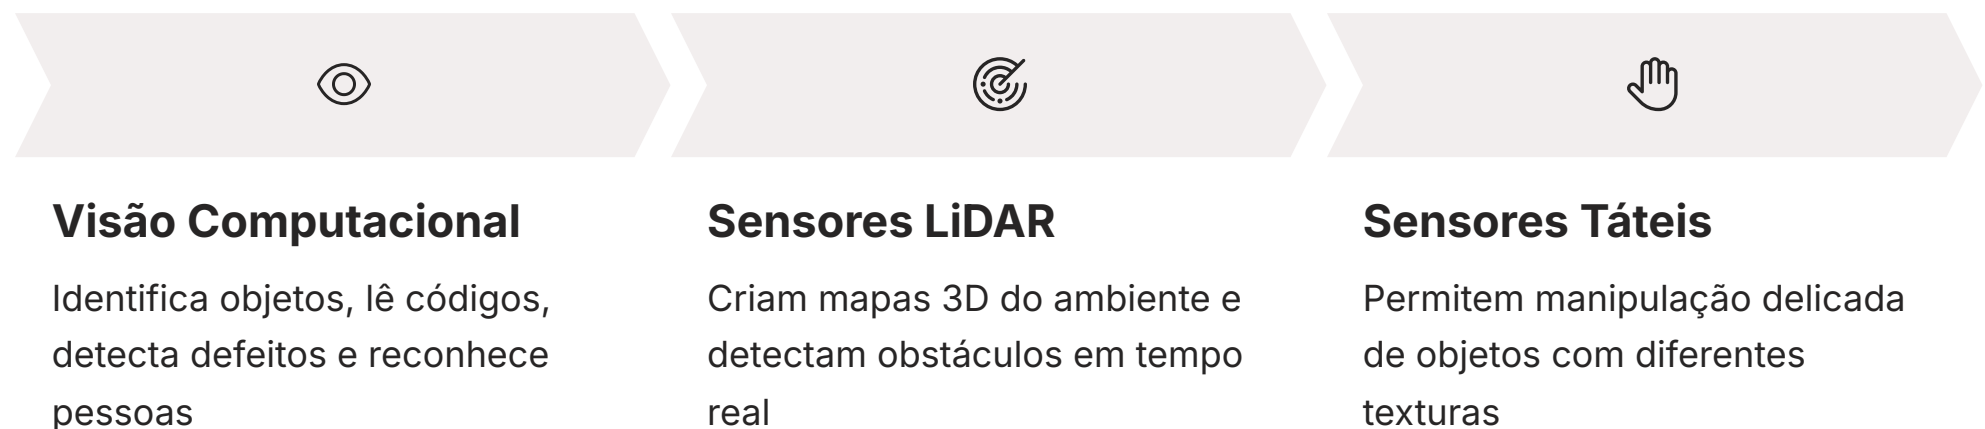 Visão Computacional
Identifica objetos, lê códigos,
detecta defeitos e reconhece
pessoas
Sensores LiDAR
Criam mapas 3D do ambiente e
detectam obstáculos em tempo
real
Sensores Táteis
Permitem manipulação delicada
de objetos com diferentes
texturas